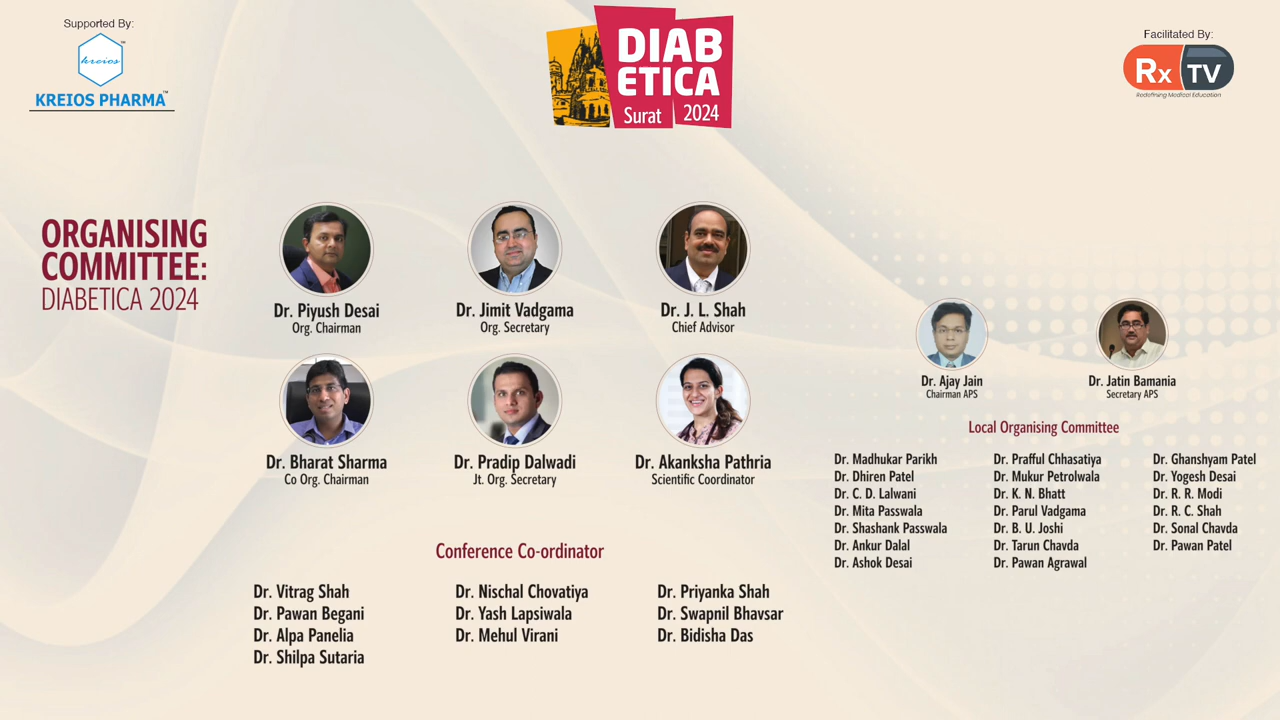 Supported By:
kreios
KREIOS PHARMA™
DIAB
ETICA
Surat 2024
Facilitated By:
Rx TV
Redefining Medical Education
ORGANISING
COMMITTEE:
DIABETICA 2024
Dr. Piyush Desai
Org. Chairman
Dr. Jimit Vadgama
Org. Secretary
Dr. J. L. Shah
Chief Advisor
Dr. Bharat Sharma
Co Org. Chairman
Dr. Pradip Dalwadi
Jt. Org. Secretary
Dr. Akanksha Pathria
Scientific Coordinator
Conference Co-ordinator
Dr. Vitrag Shah
Dr. Pawan Begani
Dr. Alpa Panelia
Dr. Shilpa Sutaria
Dr. Nischal Chovatiya
Dr. Yash Lapsiwala
Dr. Mehul Virani
Dr. Priyanka Shah
Dr. Swapnil Bhavsar
Dr. Bidisha Das
Dr. Ajay Jain
Chairman APS
Dr. Jatin Bamania
Secretary APS
Local Organising Committee
Dr. Madhukar Parikh
Dr. Dhiren Patel
Dr. C. D. Lalwani
Dr. Mita Passwala
Dr. Shashank Passwala
Dr. Ankur Dalal
Dr. Ashok Desai
Dr. Prafful Chhasatiya
Dr. Mukur Petrolwala
Dr. K. N. Bhatt
Dr. Parul Vadgama
Dr. B. U. Joshi
Dr. Tarun Chavda
Dr. Pawan Agrawal
Dr. Ghanshyam Patel
Dr. Yogesh Desai
Dr. R. R. Modi
Dr. R. C. Shah
Dr. Sonal Chavda
Dr. Pawan Patel